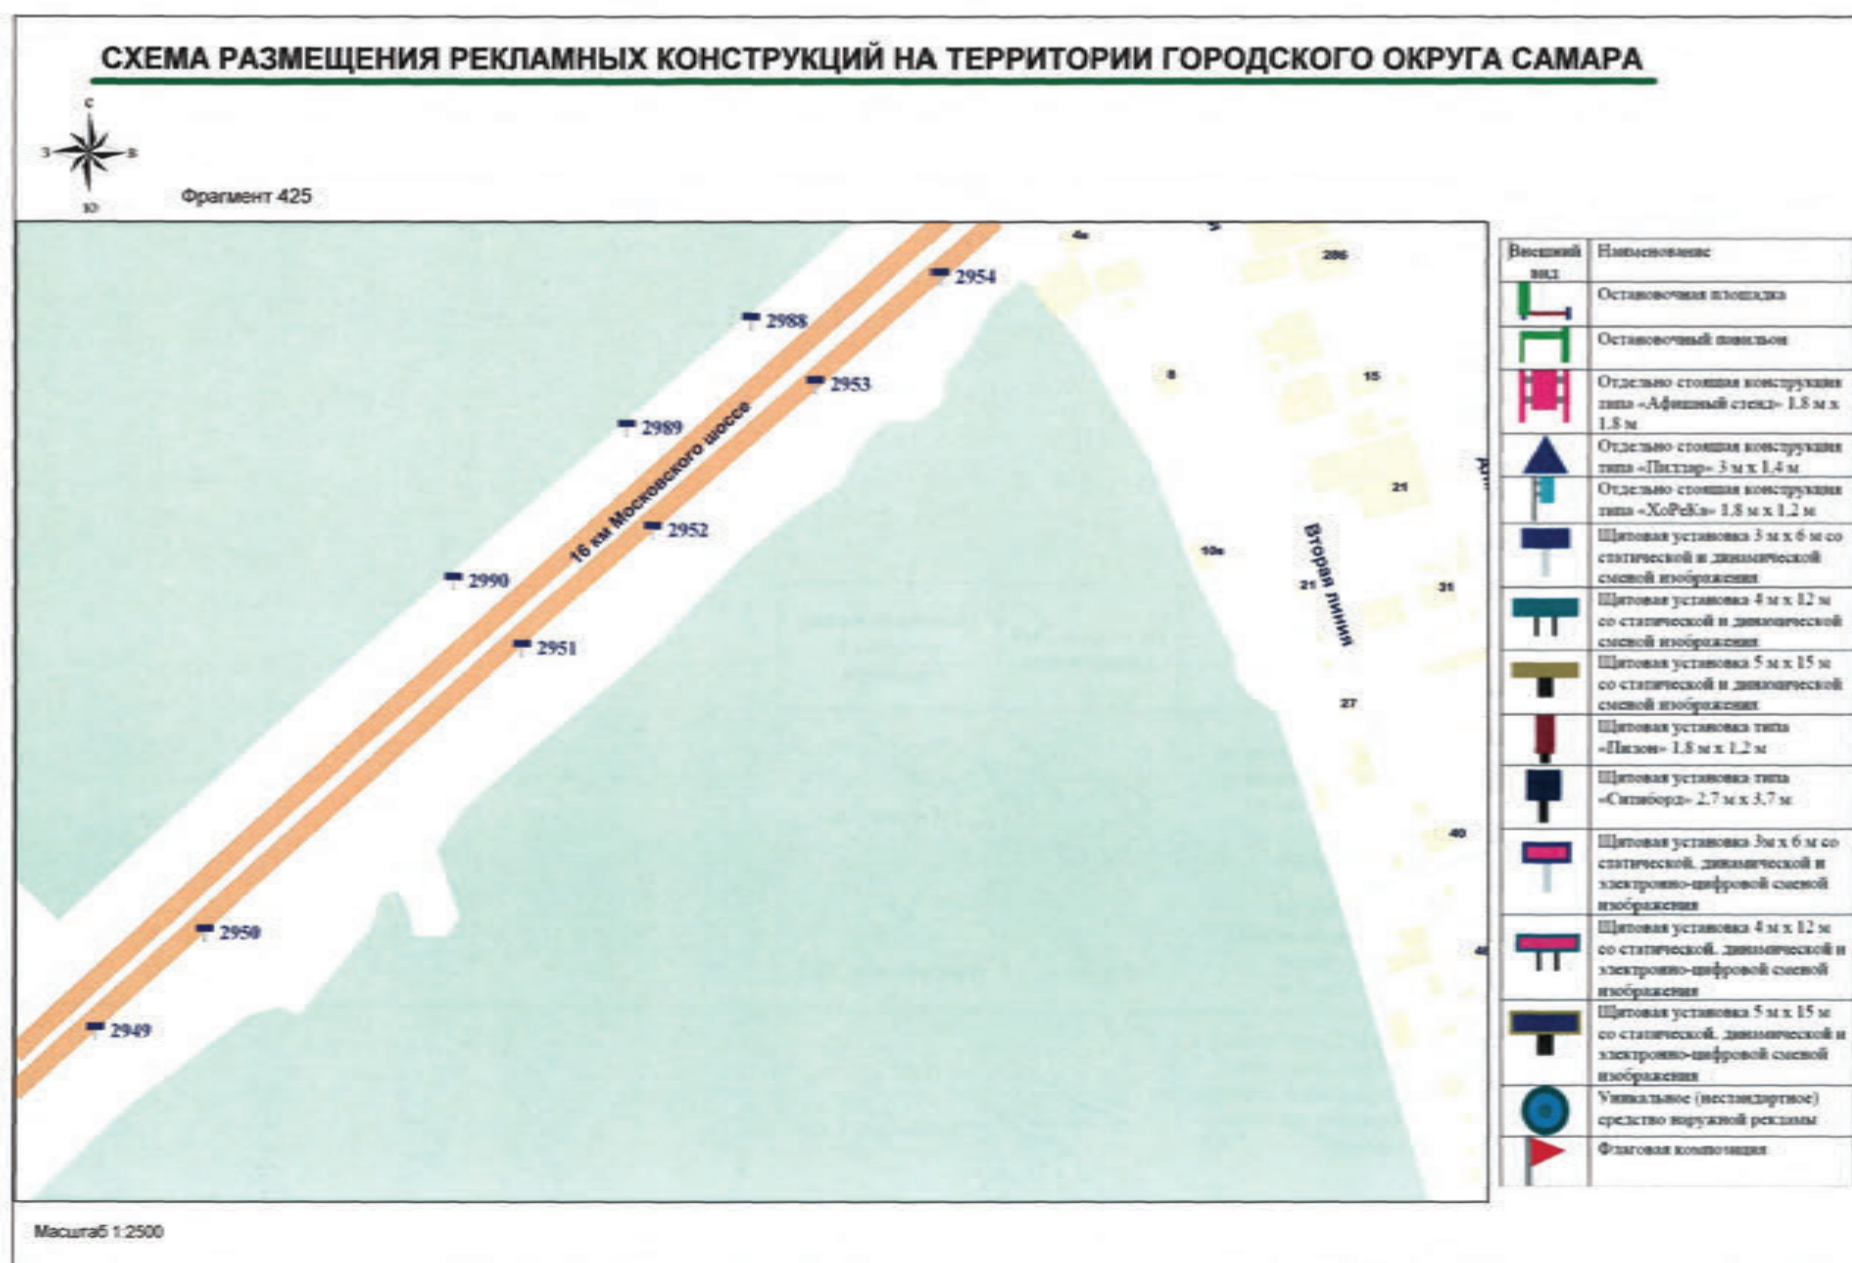 СХЕМА РАЗМЕЩЕНИЯ РЕКЛАМНЫХ КОНСТРУКЦИЙ НА ТЕРРИТОРИИ ГОРОДСКОГО ОКРУГА САМАРА
С
З В
Ю
Фрагмент 425
4а
286
2954
2988
2953
8
15
2989
16 км Московского шоссе
21
2952
10а
Вторая линия
2990
21
31
2951
27
40
2950
2949
Внешний вид
Наименование
Остановочная площадка
Остановочный павильон
Отдельно стоящая конструкция
типа «Афишный стенд» 1.8 м х
1.8 м
Отдельно стоящая конструкция
типа «Пиллар» 3 м х 1,4 м
Отдельно стоящая конструкция
типа «ХоРеКа» 1,8 м х 1,2 м
Щитовая установка 3 м х 6 м со
статической и динамической
сменой изображения
Щитовая установка 4 м х 12 м
со статической и динамической
сменой изображения
Щитовая установка 5 м х 15 м
со статической и динамической
сменой изображения
Щитовая установка типа
«Пилон» 1,8 м х 1,2 м
Щитовая установка типа
«Ситиборд» 2,7 м х 3,7 м
Щитовая установка 3м х 6 м со
статической, динамической и
электронно-цифровой сменой
изображения
Щитовая установка 4 м х 12 м
со статической, динамической и
электронно-цифровой сменой
изображения
Щитовая установка 5 м х 15 м
со статической, динамической и
электронно-цифровой сменой
изображения
Уникальное (нестандартное)
средство наружной рекламы
Флаговая композиция
Масштаб 1:2500